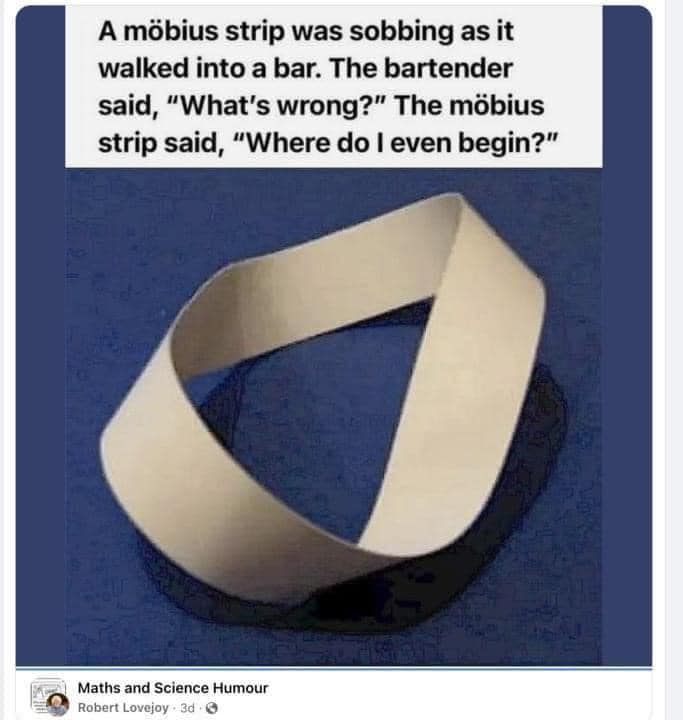 A möbius strip was sobbing as it
walked into a bar. The bartender
said, “What’s wrong?” The möbius
strip said, “Where do I even begin?”
Maths and Science Humour
Robert Lovejoy · 3d ·